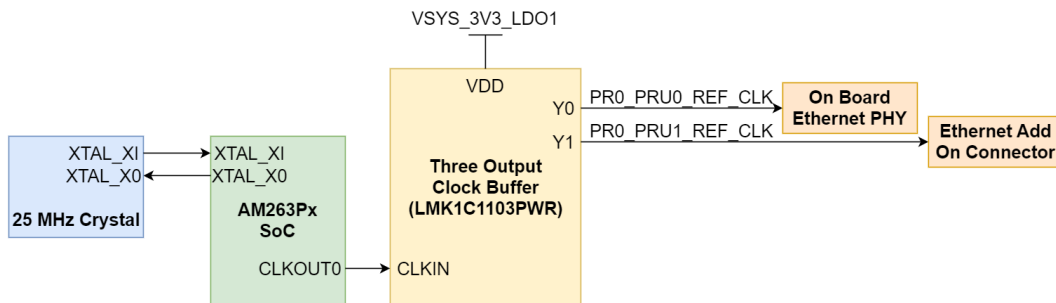 VSYS_3V3_LDO1
VDD
Y0
PR0_PRU0_REF_CLK
On Board
Ethernet PHY
Y1
PR0_PRU1_REF_CLK
Ethernet Add
On Connector
XTAL_XI
XTAL_X0
25 MHz Crystal
XTAL_XI
XTAL_X0
AM263Px
SoC
CLKOUT0
Three Output
Clock Buffer
(LMK1C1103PWR)
CLKIN